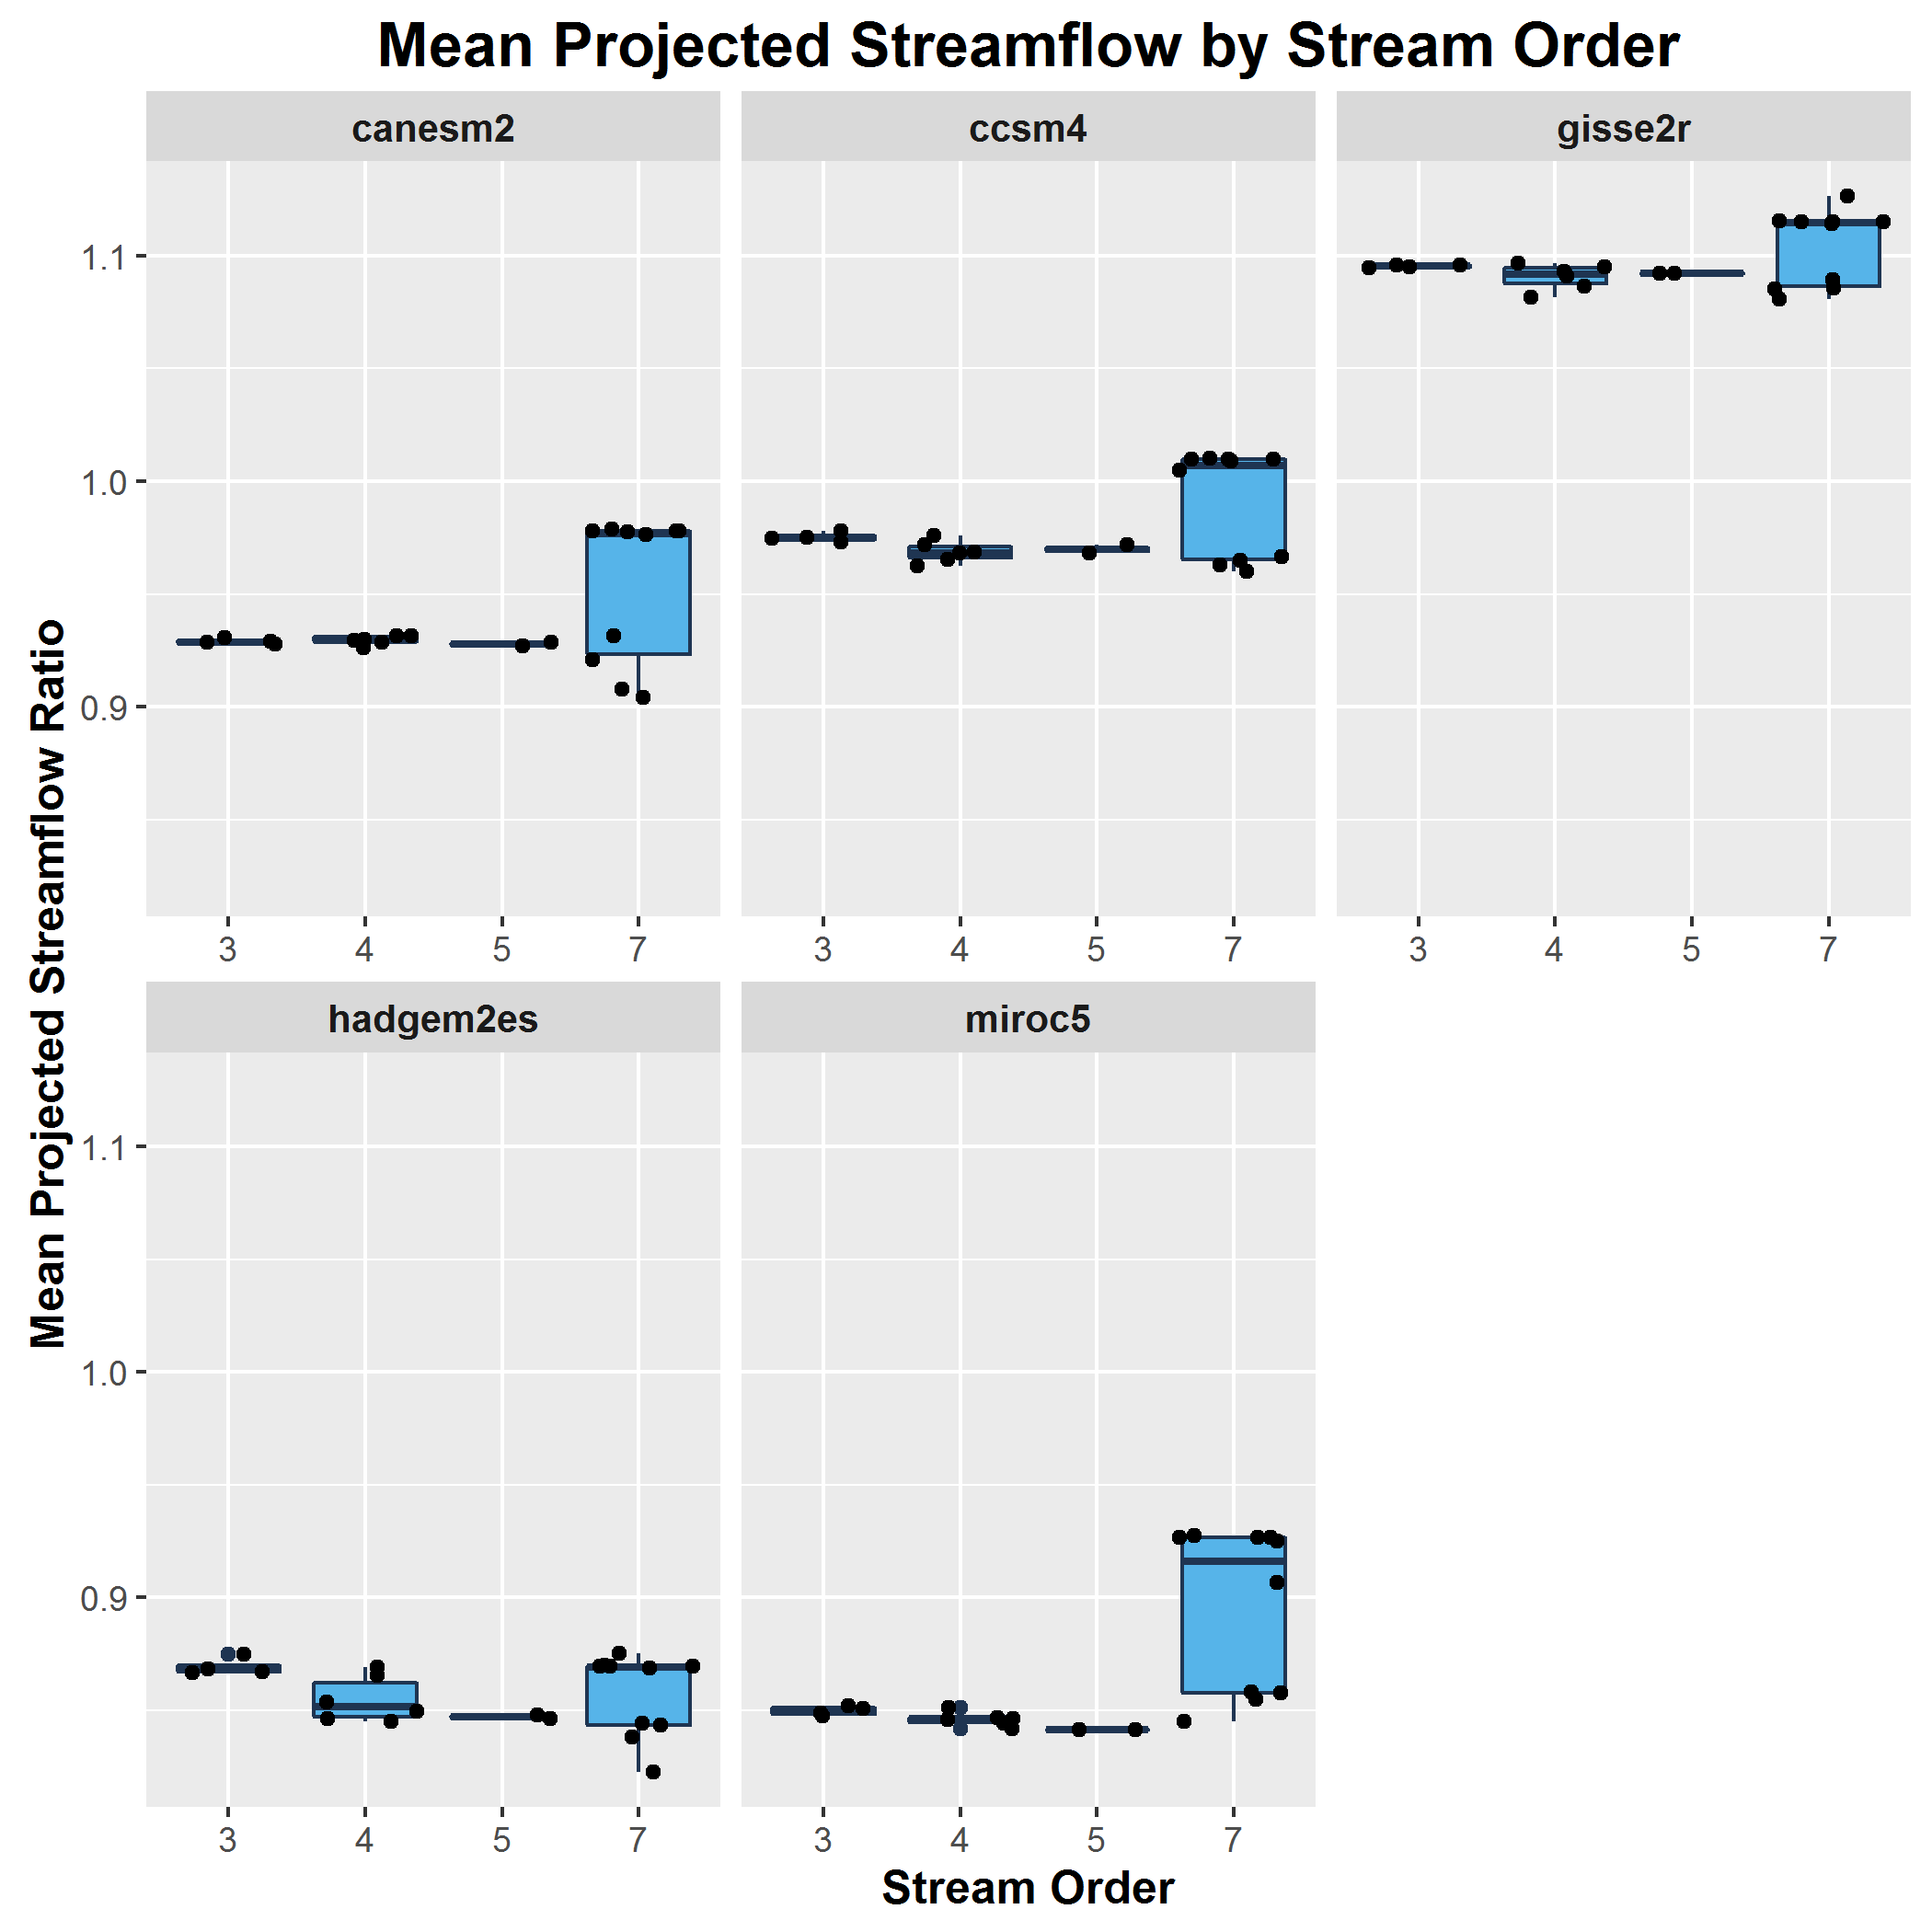 Mean Projected Streamflow by Stream Order
canesm2
ccsm4
gisse2r
1.1
1.0
0.9
3 4 5 7
3 4 5 7
3 4 5 7
Mean Projected Streamflow Ratio
hadgem2es
miroc5
1.1
1.0
0.9
3 4 5 7
3 4 5 7
Stream Order